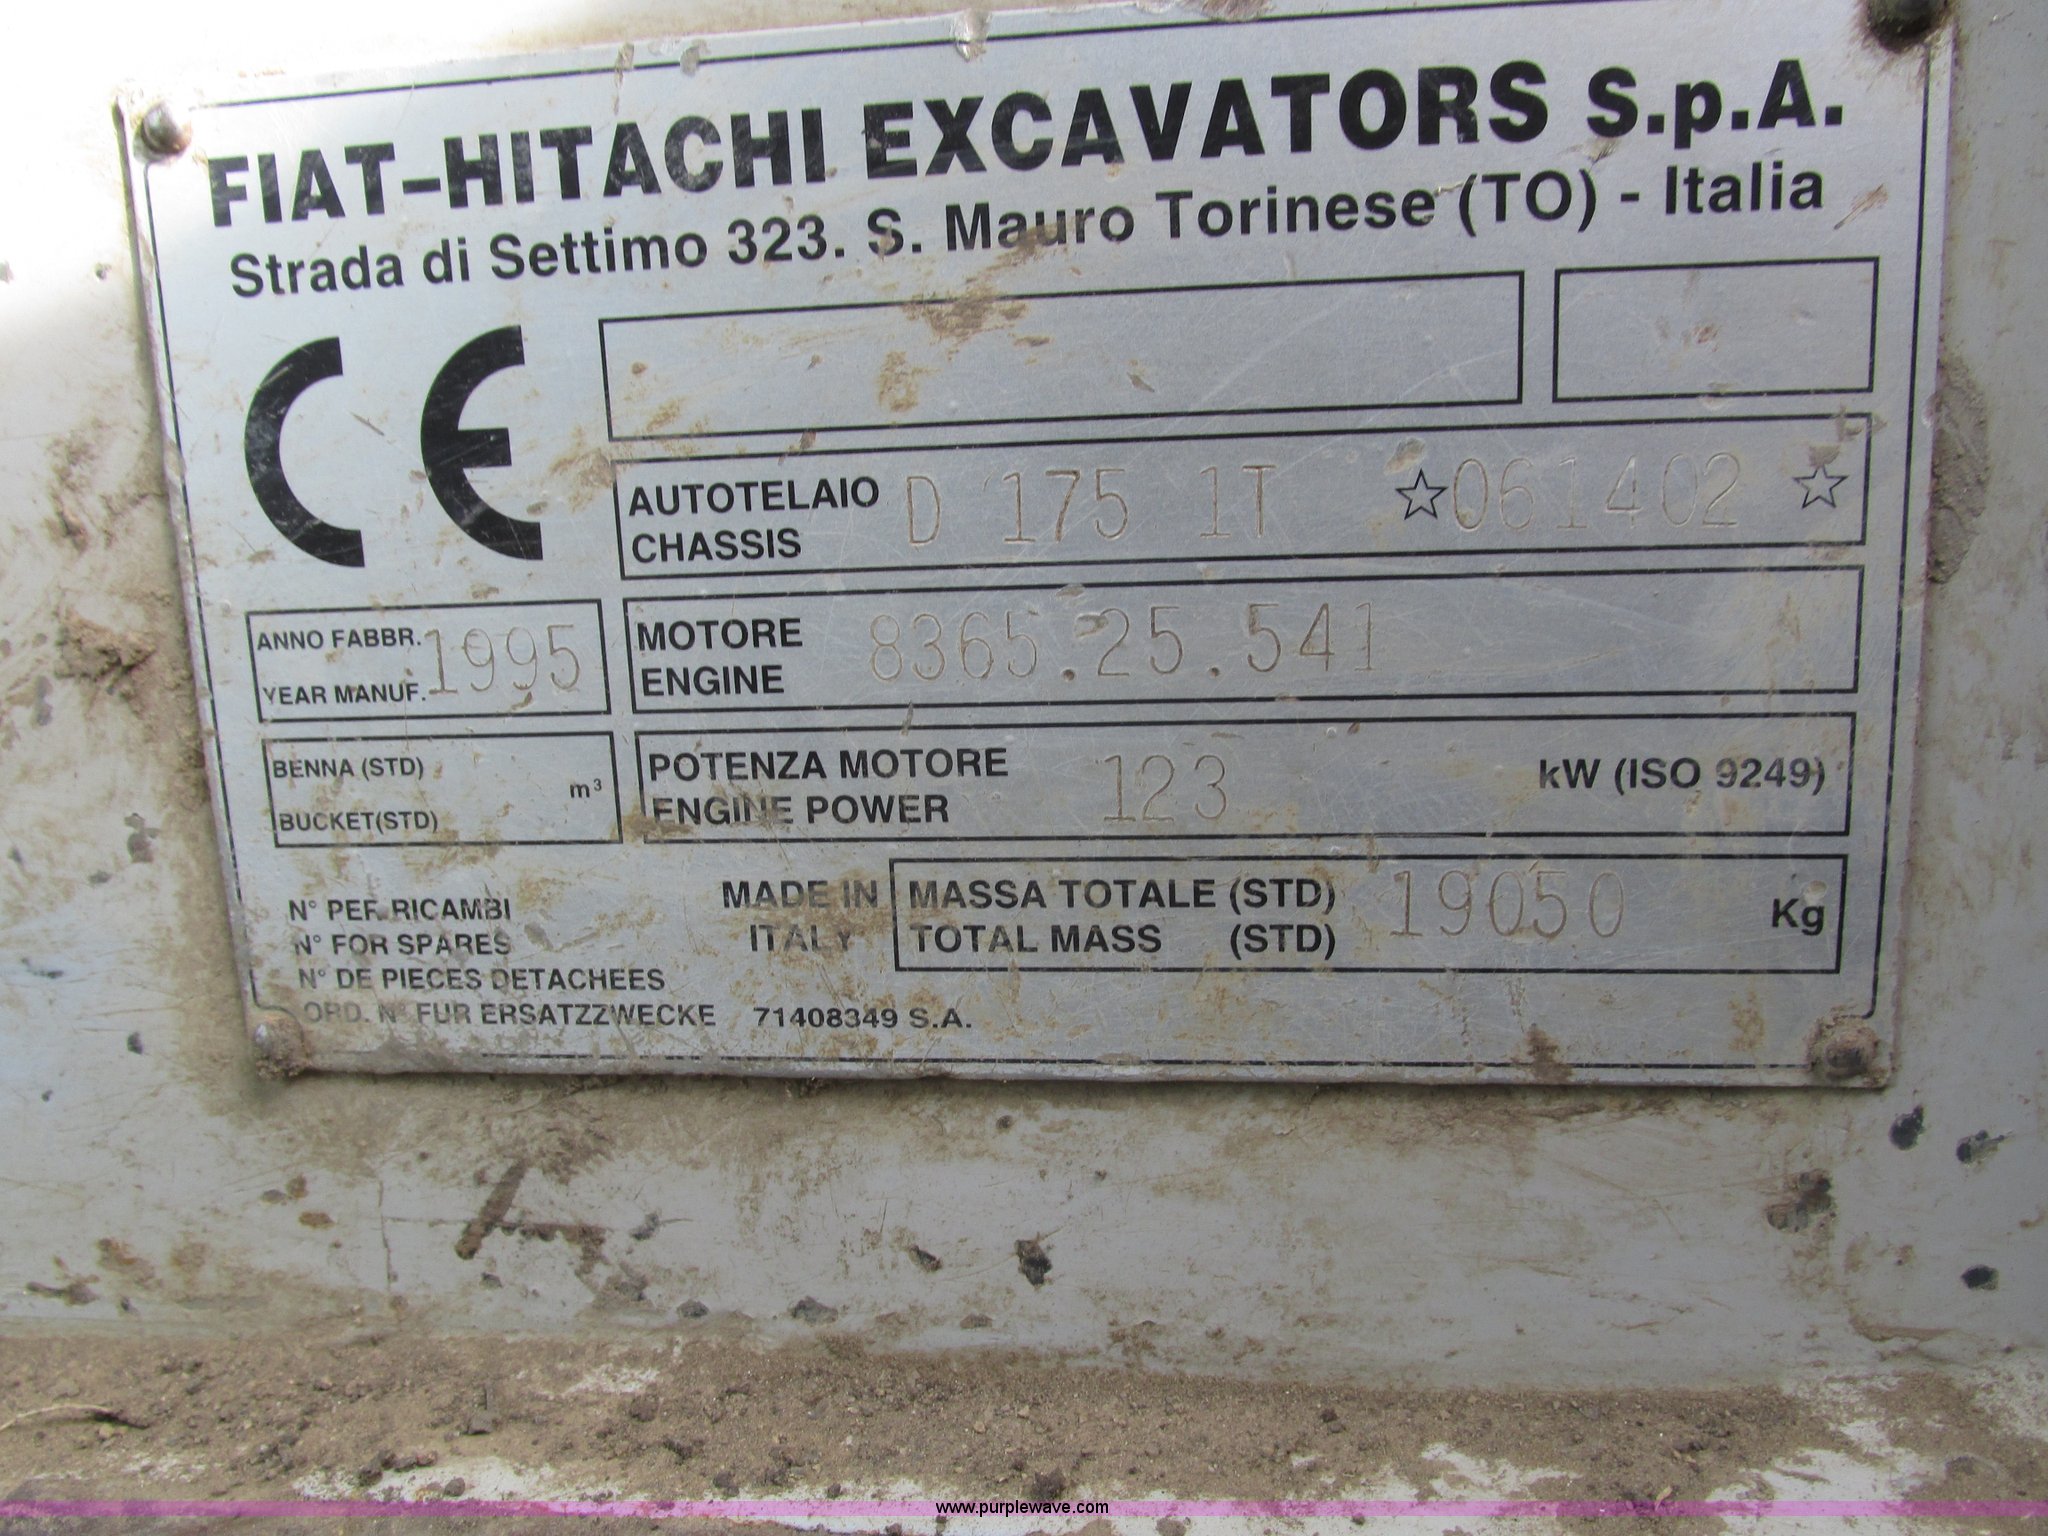 FIAT-HITACHI EXCAVATORS S.p.A.
Strada di Settimo 323. S. Mauro Torinese (TO) - Italia
CE
AUTOTELAIO
CHASSIS
D 175 1T ☆061402 ☆
ANNO FABBR.
YEAR MANUF.
1995
MOTORE
ENGINE
8365.25.541
BENNA (STD)
BUCKET(STD)
m³
POTENZA MOTORE
ENGINE POWER
123
kW (ISO 9249)
MADE IN
ITALY
MASSA TOTALE (STD)
TOTAL MASS (STD)
19050
Kg
N° PER RICAMBI
N° FOR SPARES
N° DE PIECES DETACHEES
ORD. N° FUR ERSATZZWECKE 71408349 S.A.
www.purplewave.com